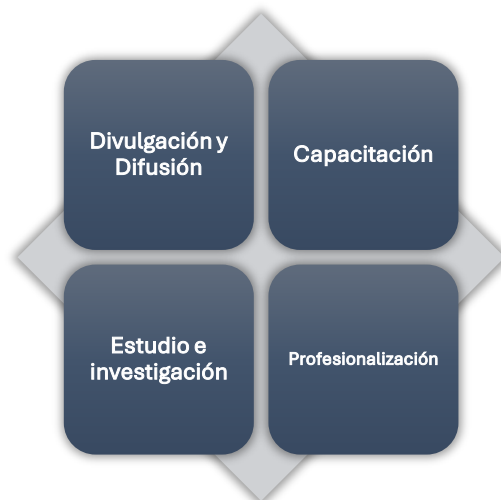 Divulgación y
Difusión
Capacitación
Estudio e
investigación
Profesionalización